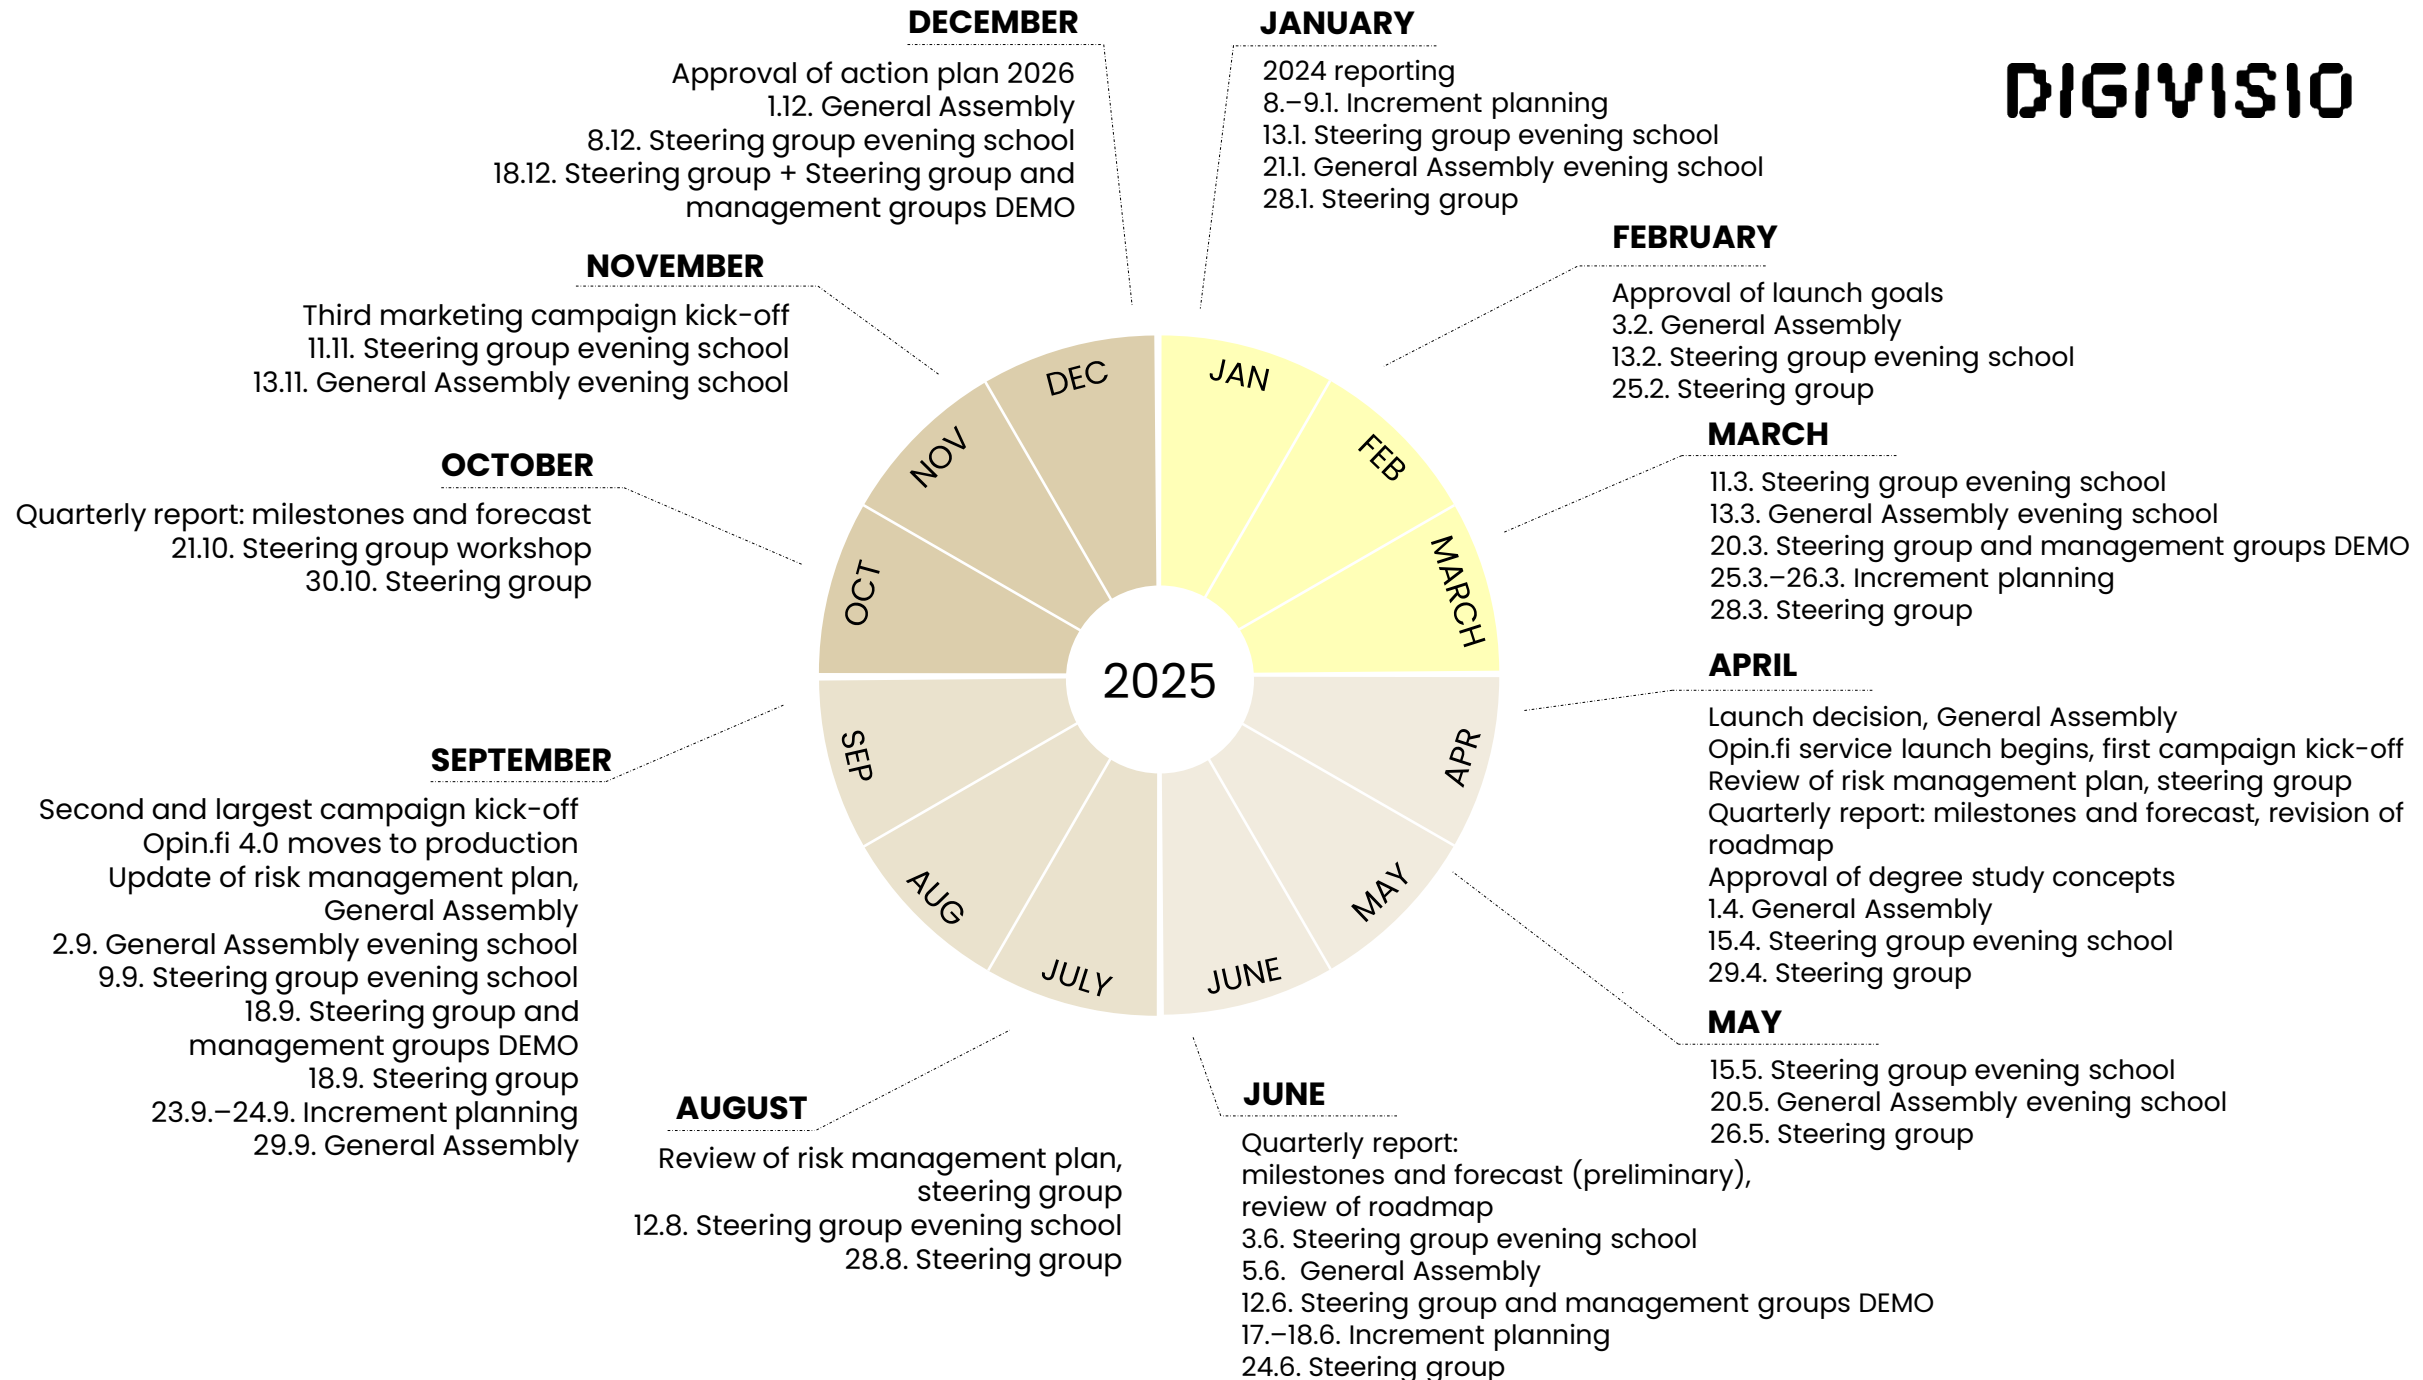 DIGIVISIO
JANUARY
2024 reporting
8.–9.1. Increment planning
13.1. Steering group evening school
21.1. General Assembly evening school
28.1. Steering group
FEBRUARY
Approval of launch goals
3.2. General Assembly
13.2. Steering group evening school
25.2. Steering group
MARCH
11.3. Steering group evening school
13.3. General Assembly evening school
20.3. Steering group and management groups DEMO
25.3.–26.3. Increment planning
28.3. Steering group
APRIL
Launch decision, General Assembly
Opin.fi service launch begins, first campaign kick-off
Review of risk management plan, steering group
Quarterly report: milestones and forecast, revision of
roadmap
Approval of degree study concepts
1.4. General Assembly
15.4. Steering group evening school
29.4. Steering group
MAY
15.5. Steering group evening school
20.5. General Assembly evening school
26.5. Steering group
JUNE
Quarterly report:
milestones and forecast (preliminary),
review of roadmap
3.6. Steering group evening school
5.6.  General Assembly
12.6. Steering group and management groups DEMO
17.–18.6. Increment planning
24.6. Steering group
AUGUST
Review of risk management plan,
steering group
12.8. Steering group evening school
28.8. Steering group
SEPTEMBER
Second and largest campaign kick-off
Opin.fi 4.0 moves to production
Update of risk management plan,
General Assembly
2.9. General Assembly evening school
9.9. Steering group evening school
18.9. Steering group and
management groups DEMO
18.9. Steering group
23.9.–24.9. Increment planning
29.9. General Assembly
OCTOBER
Quarterly report: milestones and forecast
21.10. Steering group workshop
30.10. Steering group
NOVEMBER
Third marketing campaign kick-off
11.11. Steering group evening school
13.11. General Assembly evening school
DECEMBER
Approval of action plan 2026
1.12. General Assembly
8.12. Steering group evening school
18.12. Steering group + Steering group and
management groups DEMO
JAN
FEB
MARCH
APR
MAY
JUNE
JULY
AUG
SEP
OCT
NOV
DEC
2025